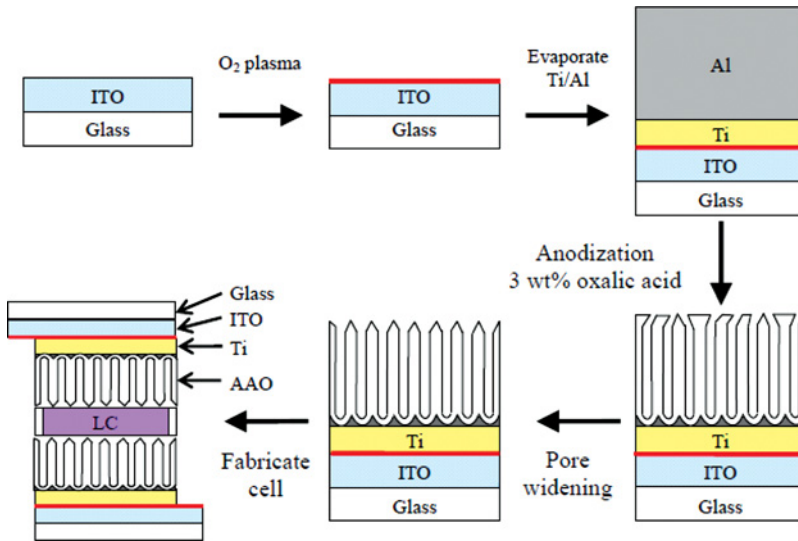 ITO
Glass
O₂ plasma
ITO
Glass
Evaporate
Ti/Al
Al
Ti
ITO
Glass
Anodization
3 wt% oxalic acid
Ti
ITO
Glass
Pore
widening
Ti
ITO
Glass
Fabricate
cell
Glass
ITO
Ti
AAO
LC